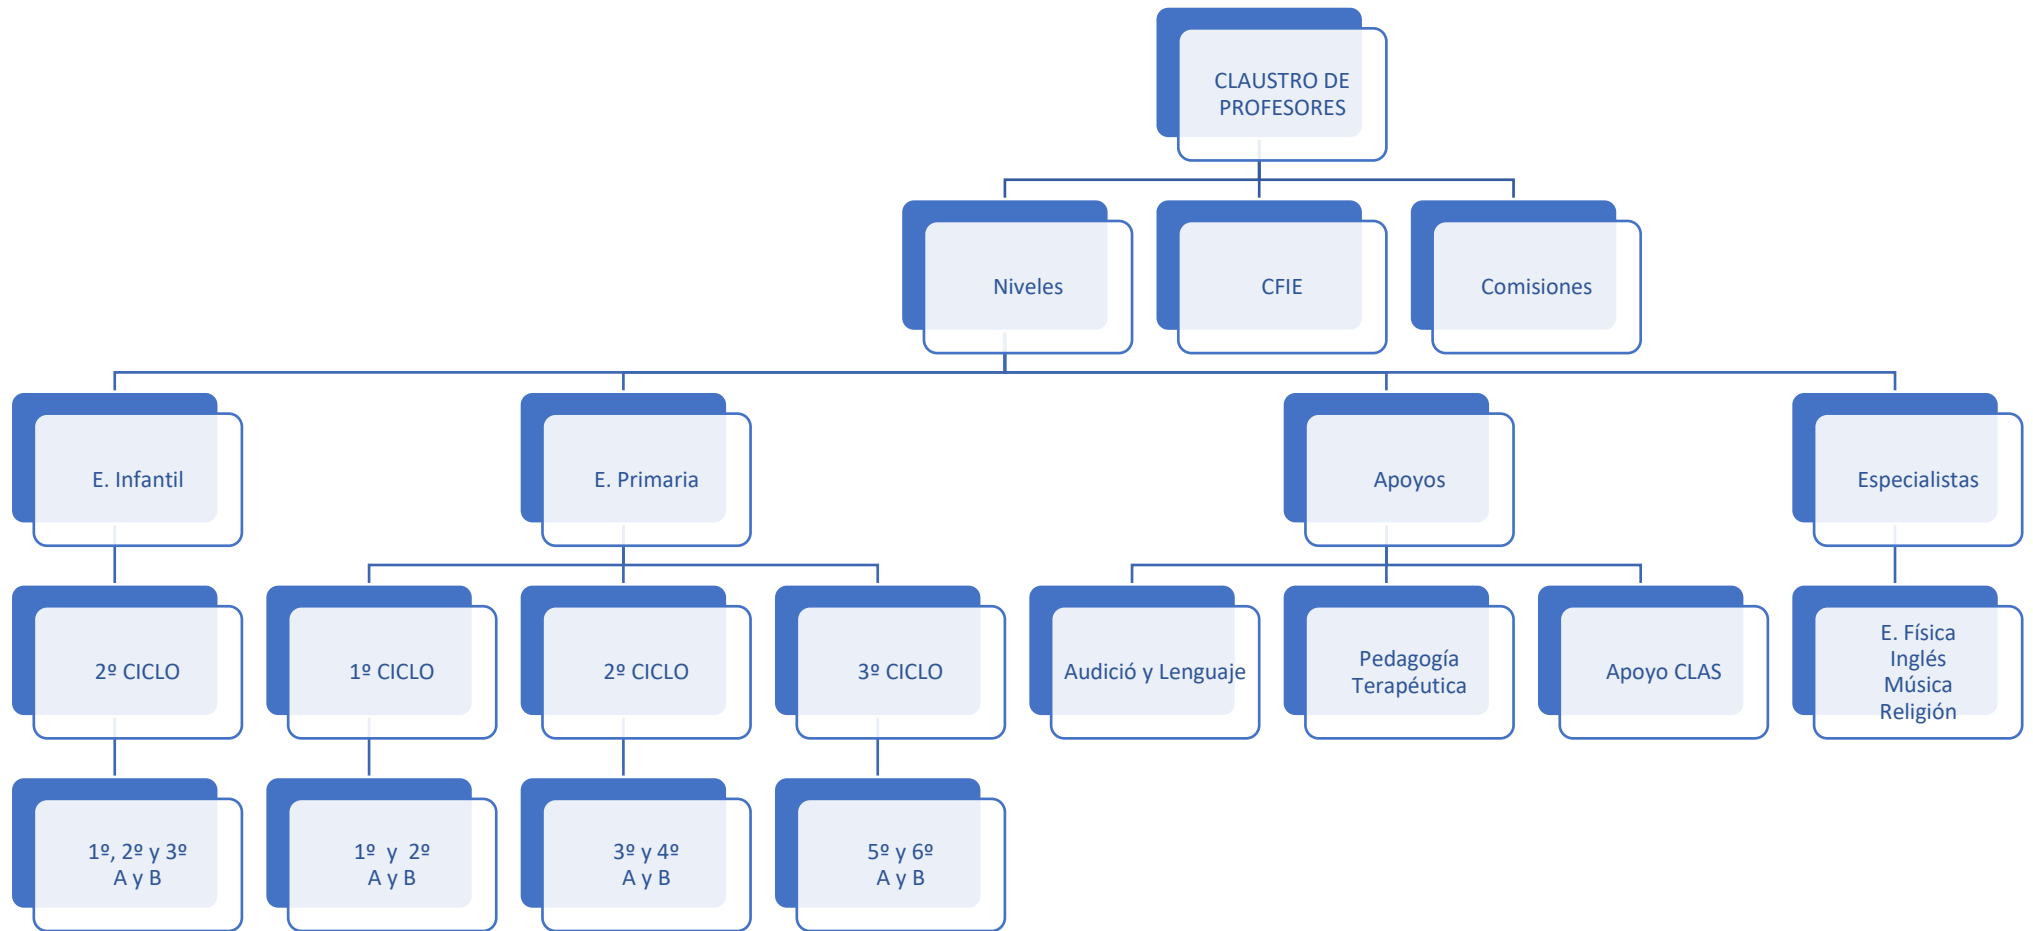 CLAUSTRO DE
PROFESORES
Niveles
CFIE
Comisiones
E. Infantil
E. Primaria
Apoyos
Especialistas
2º CICLO
1º CICLO
2º CICLO
3º CICLO
Audició y Lenguaje
Pedagogía
Terapéutica
Apoyo CLAS
E. Física
Inglés
Música
Religión
1º, 2º y 3º
A y B
1º y 2º
A y B
3º y 4º
A y B
5º y 6º
A y B